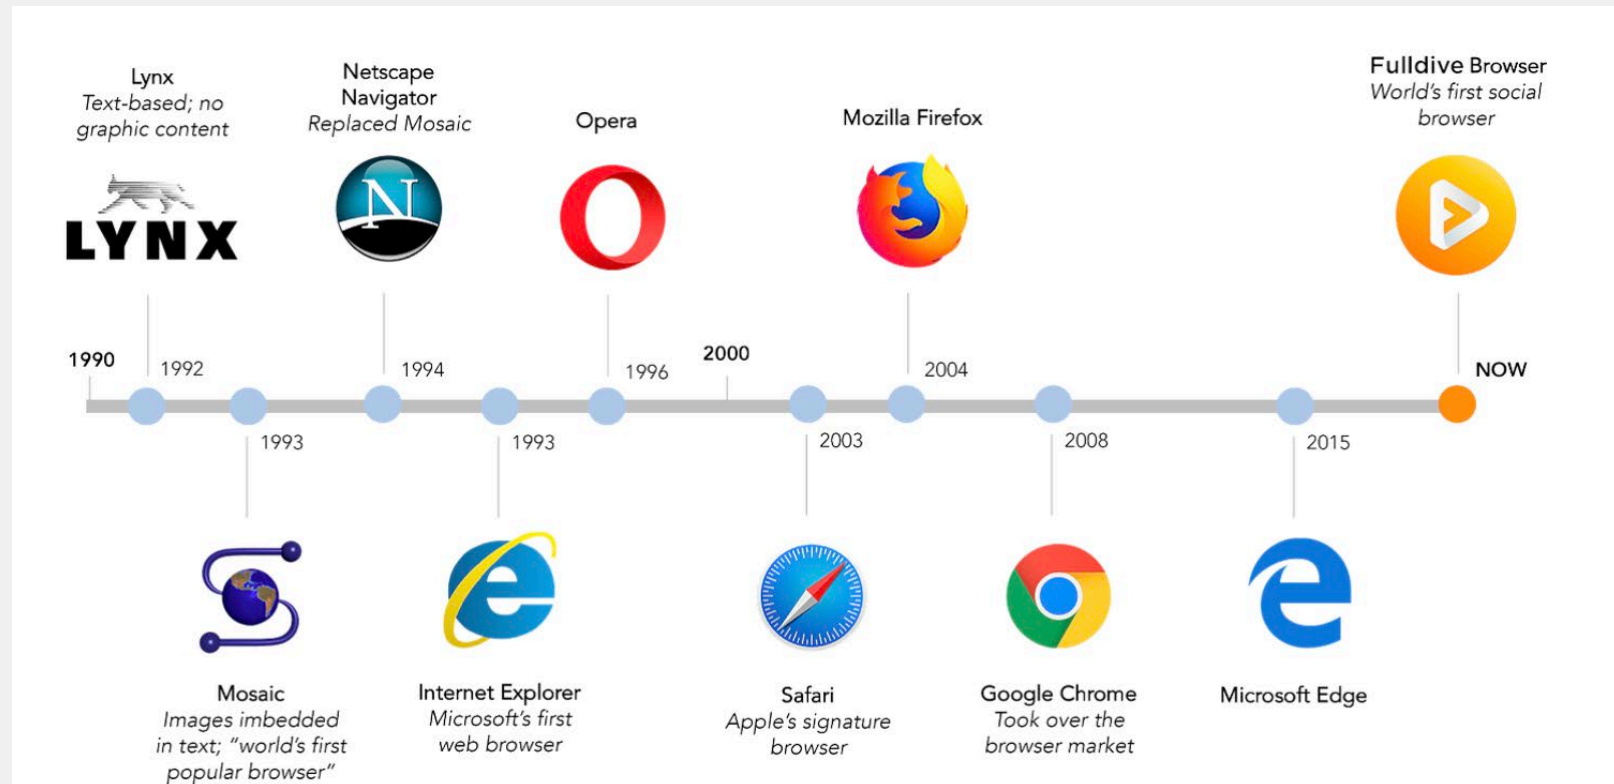 Lynx
Text-based; no
graphic content
LYNX
Netscape
Navigator
Replaced Mosaic
N
Opera
Mozilla Firefox
Fulldive Browser
World's first social
browser
1990
1992
1994
1996
2000
2004
NOW
1993
1993
2003
2008
2015
Mosaic
Images imbedded
in text; "world's first
popular browser"
Internet Explorer
Microsoft's first
web browser
Safari
Apple's signature
browser
Google Chrome
Took over the
browser market
Microsoft Edge